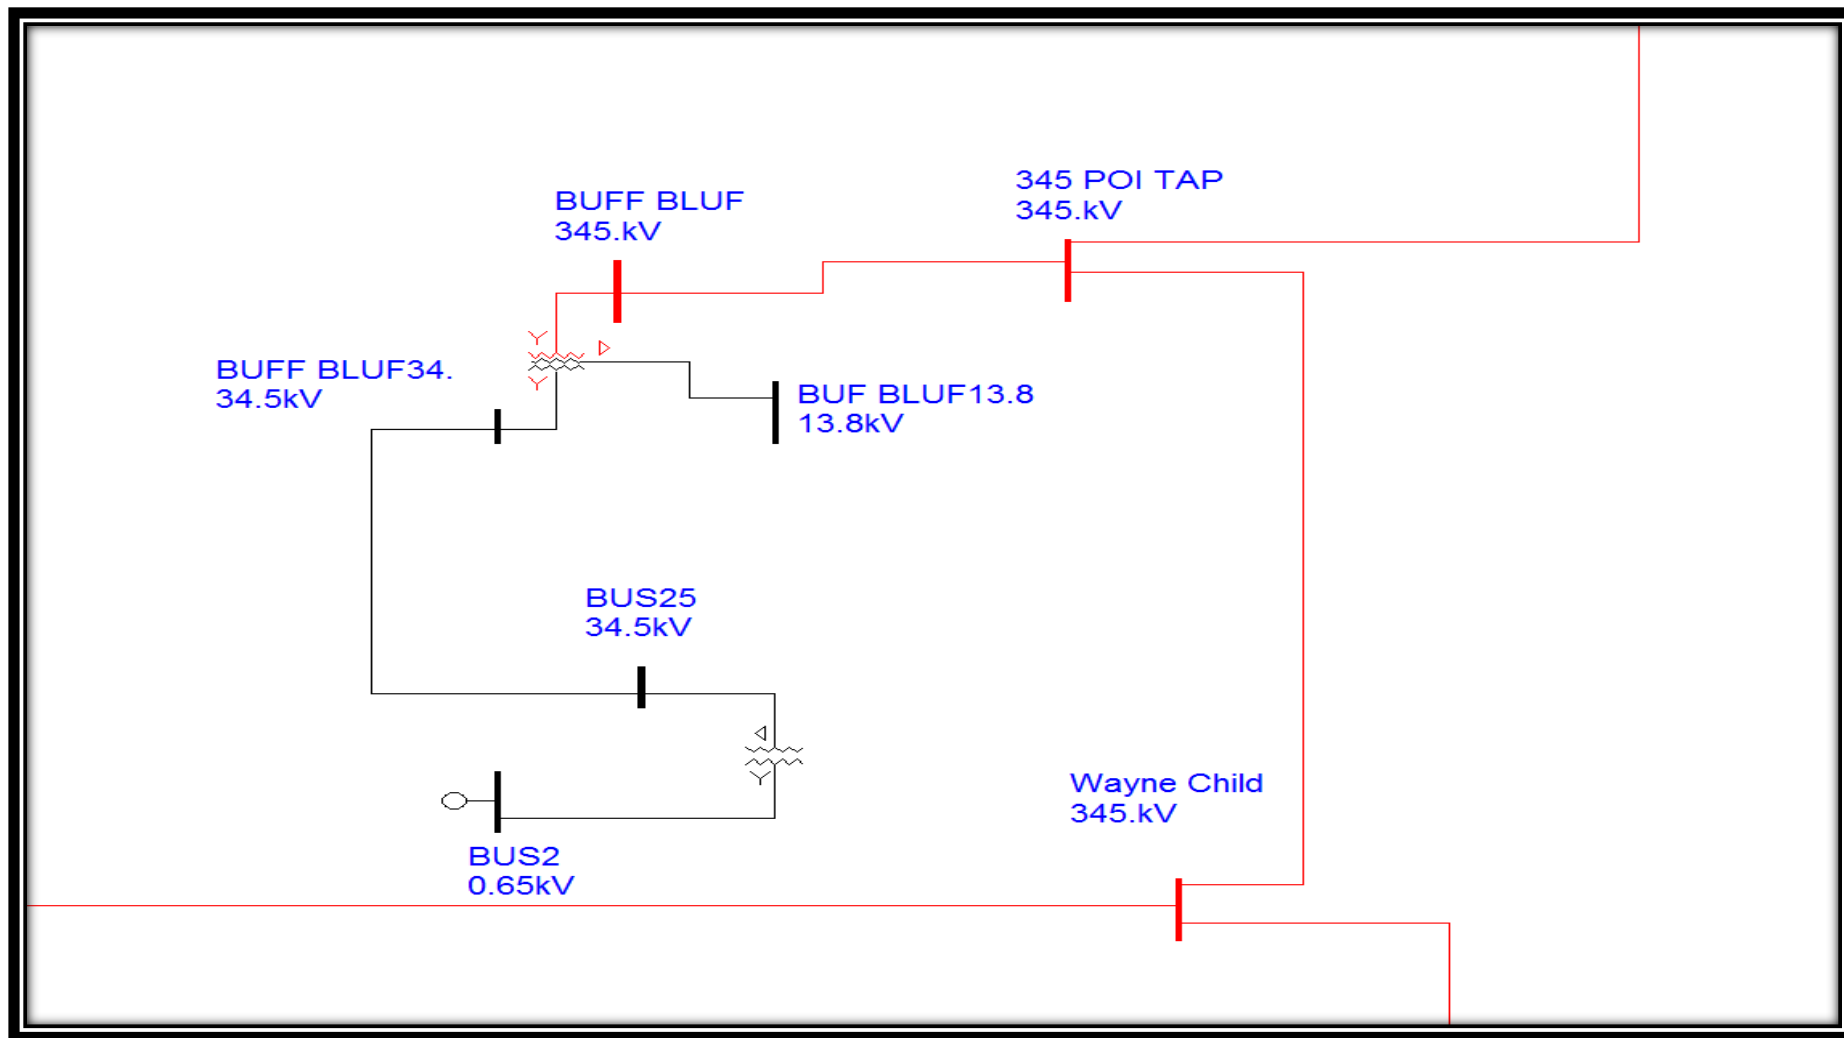 345 POI TAP
345.kV
BUFF BLUF
345.kV
BUFF BLUF34.
34.5kV
BUF BLUF13.8
13.8kV
BUS25
34.5kV
Wayne Child
345.kV
BUS2
0.65kV